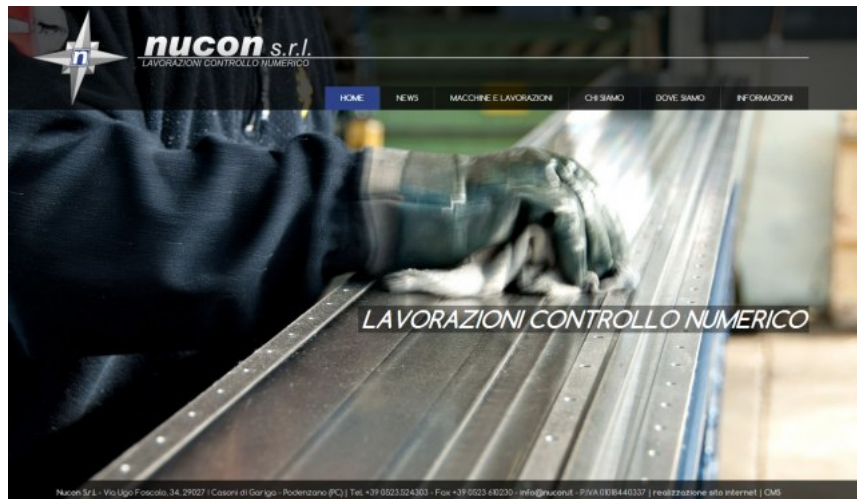 nucon s.r.l.
LAVORAZIONI CONTROLLO NUMERICO
n
HOME NEWS MACCHINE E LAVORAZIONI CHI SIAMO DOVE SIAMO INFORMAZIONI
LAVORAZIONI CONTROLLO NUMERICO
Nucon S.r.l. - Via Ugo Foscolo, 34, 29027 I Casoni di Gariga - Podenzano (PC) | Tel. +39 0523.524303 - Fax +39 0523 610230 - info@nucon.it - P.IVA 01018440337 | realizzazione sito internet | CMS